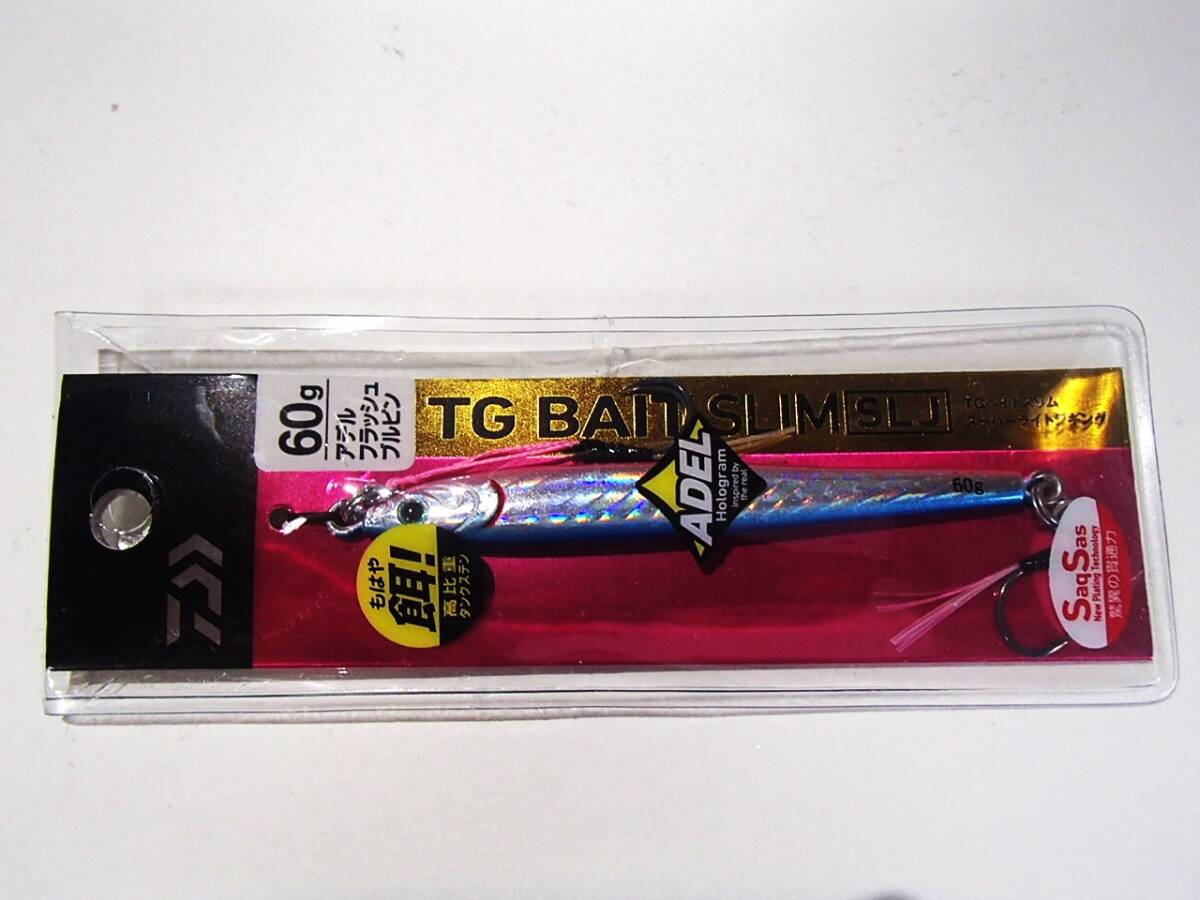 60g
アデル
フラッシュ
ブルピン
TG BAIT SLIM SLJ
TGベイトスリム
スーパーライトジギング
60g
ADEL
Hologram
Inspired by
the real
もはや
餌!
高比重
タングステン
SaqSas
New Plating Technology
驚異の貫通力